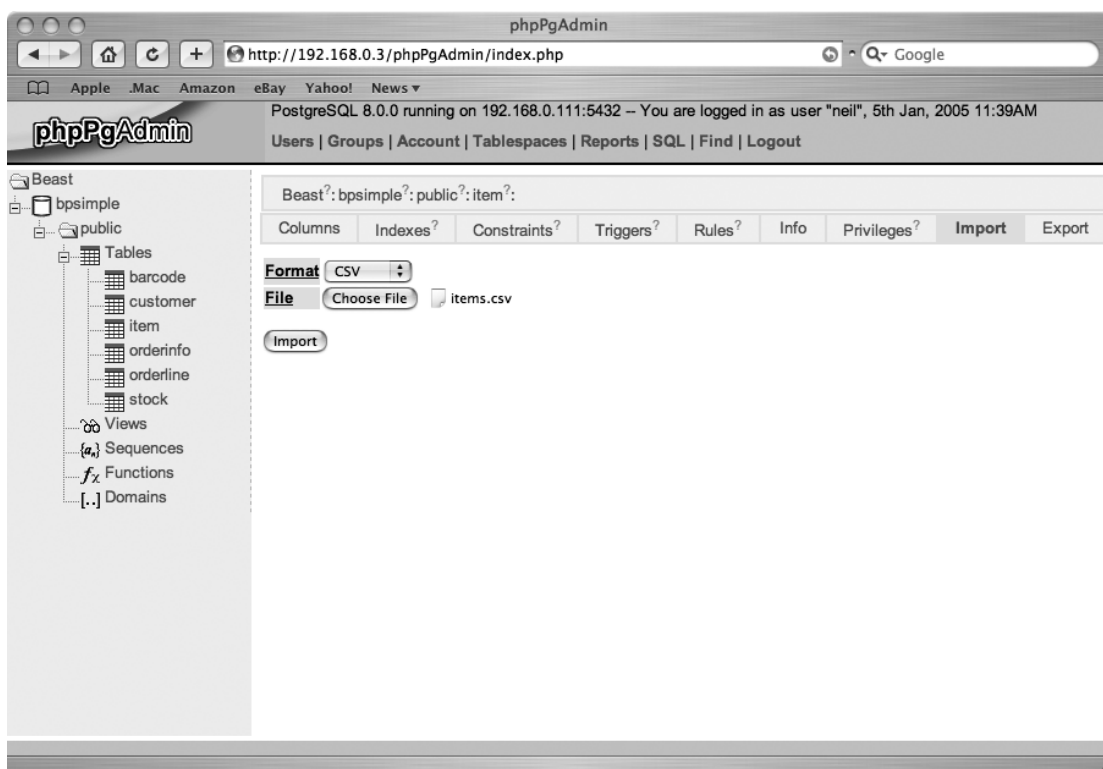 phpPgAdmin
http://192.168.0.3/phpPgAdmin/index.php
Google
Apple .Mac Amazon eBay Yahoo! News
phpPgAdmin
PostgreSQL 8.0.0 running on 192.168.0.111:5432 -- You are logged in as user "neil", 5th Jan, 2005 11:39AM
Users | Groups | Account | Tablespaces | Reports | SQL | Find | Logout
Beast
bpsimple
public
Tables
barcode
customer
item
orderinfo
orderline
stock
Views
Sequences
Functions
Domains
Beast?: bpsimple?: public?: item?:
Columns Indexes? Constraints? Triggers? Rules? Info Privileges? Import Export
Format CSV
File Choose File items.csv
Import